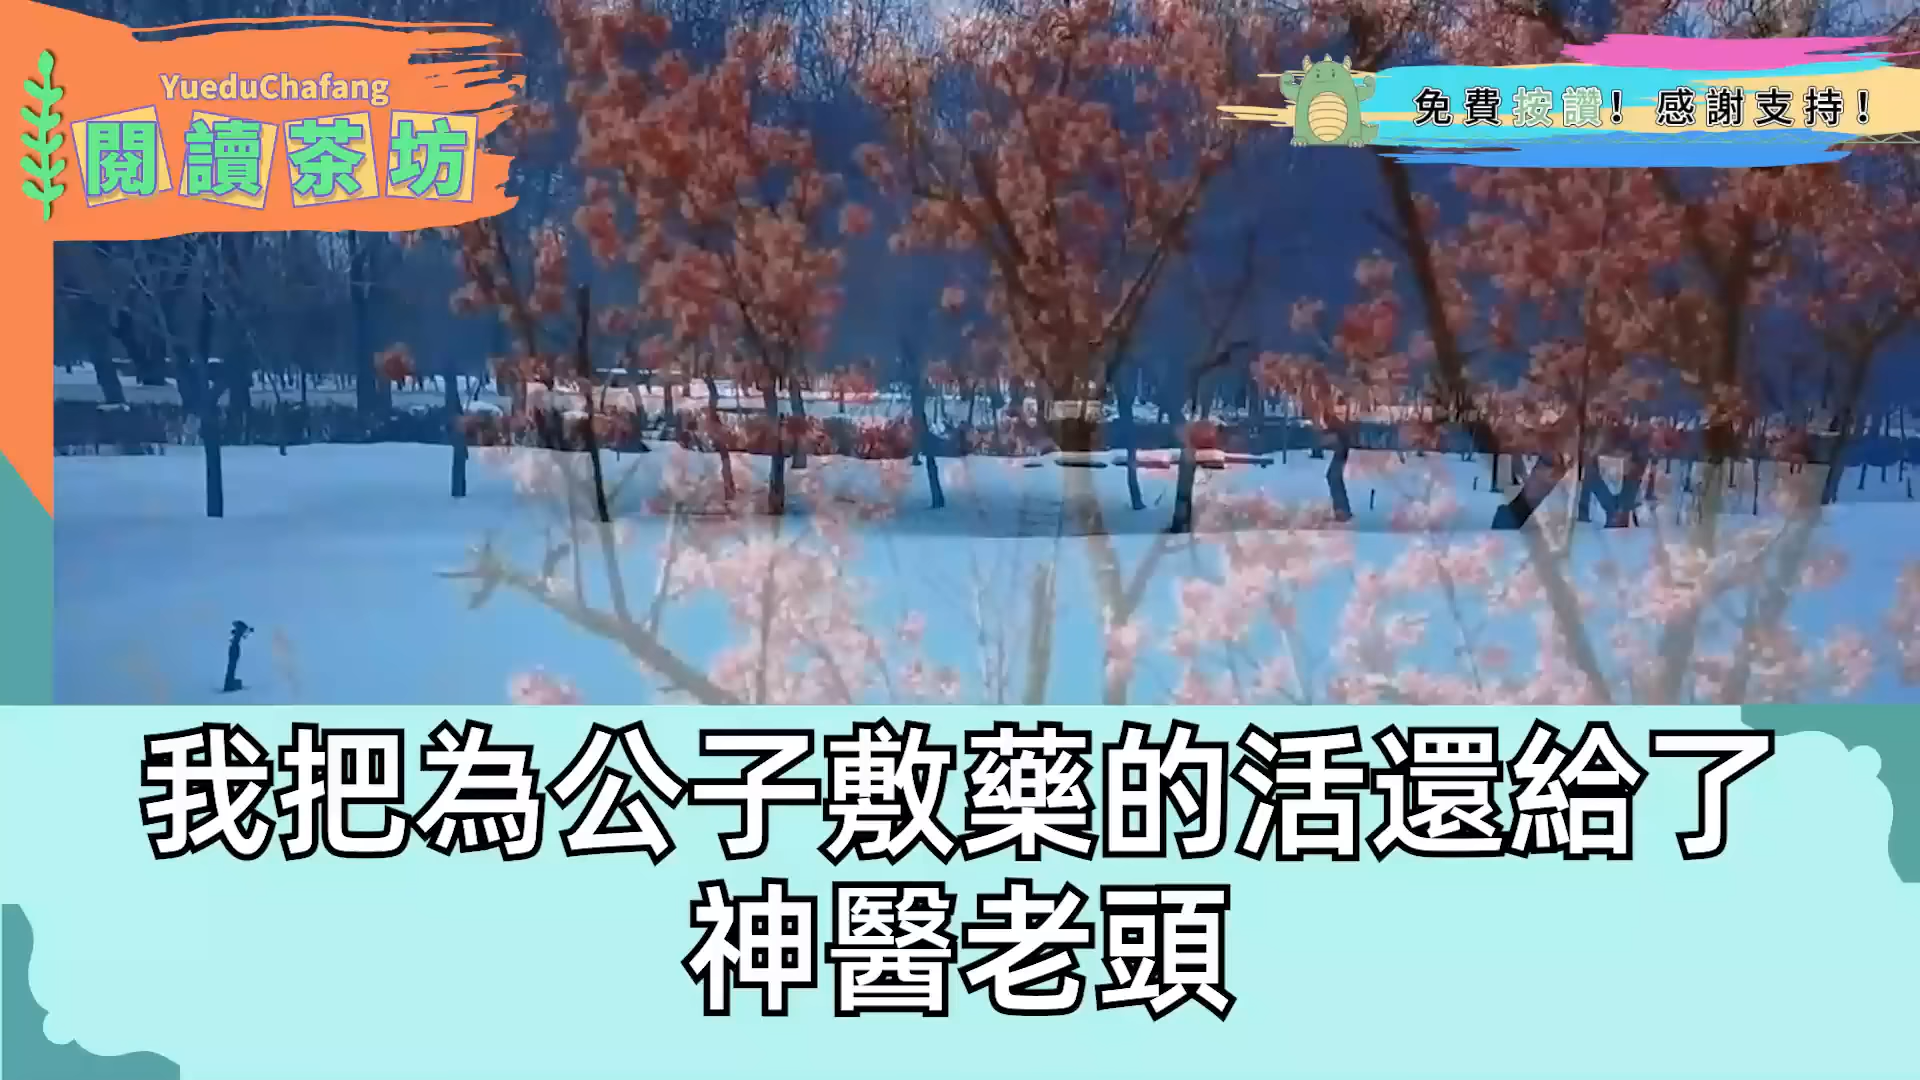 YueduChafang
閱讀茶坊
免費按讚！感謝支持！
我把為公子敷藥的活還給了
神醫老頭